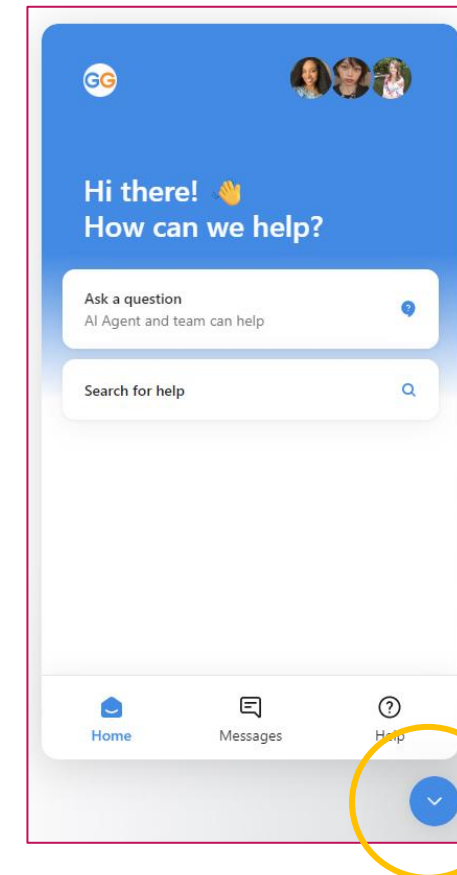 GG
Hi there! 👋
How can we help?
Ask a question
AI Agent and team can help
Search for help
Home
Messages
Help